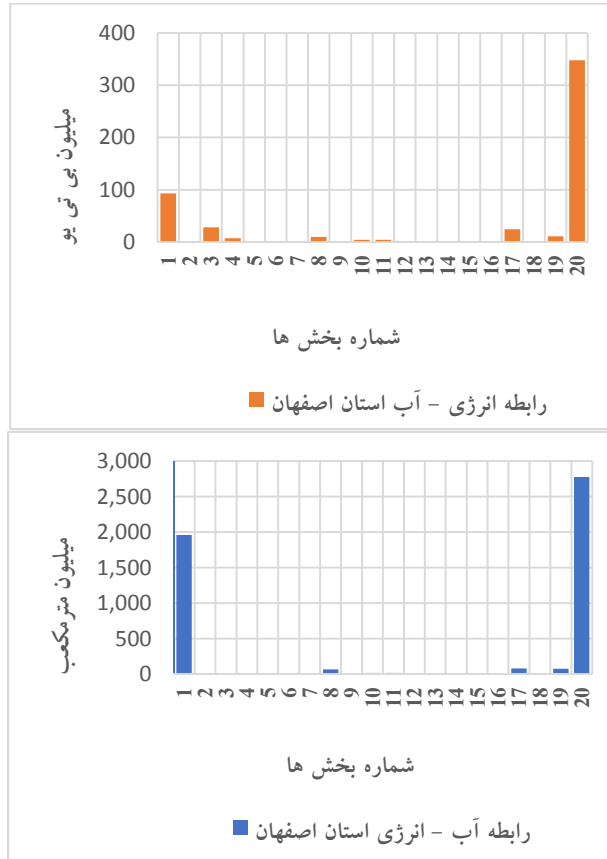 400
300
200
100
0
میلیون بی تی یو
1 2 3 4 5 6 7 8 9 10 11 12 13 14 15 16 17 18 19 20
شماره بخش ها
رابطه انرژی – آب استان اصفهان
3,000
2,500
2,000
1,500
1,000
500
0
میلیون مترمکعب
1 2 3 4 5 6 7 8 9 10 11 12 13 14 15 16 17 18 19 20
شماره بخش ها
رابطه آب – انرژی استان اصفهان